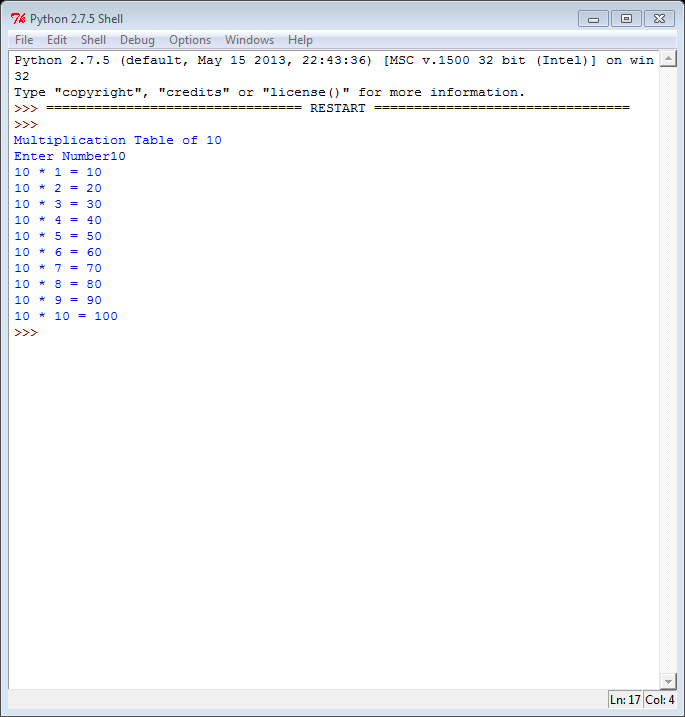 Python 2.7.5 Shell
File Edit Shell Debug Options Windows Help
Python 2.7.5 (default, May 15 2013, 22:43:36) [MSC v.1500 32 bit (Intel)] on win
32
Type "copyright", "credits" or "license()" for more information.
>>> ================================ RESTART ================================
>>>
Multiplication Table of 10
Enter Number10
10 * 1 = 10
10 * 2 = 20
10 * 3 = 30
10 * 4 = 40
10 * 5 = 50
10 * 6 = 60
10 * 7 = 70
10 * 8 = 80
10 * 9 = 90
10 * 10 = 100
>>>
Ln: 17 Col: 4